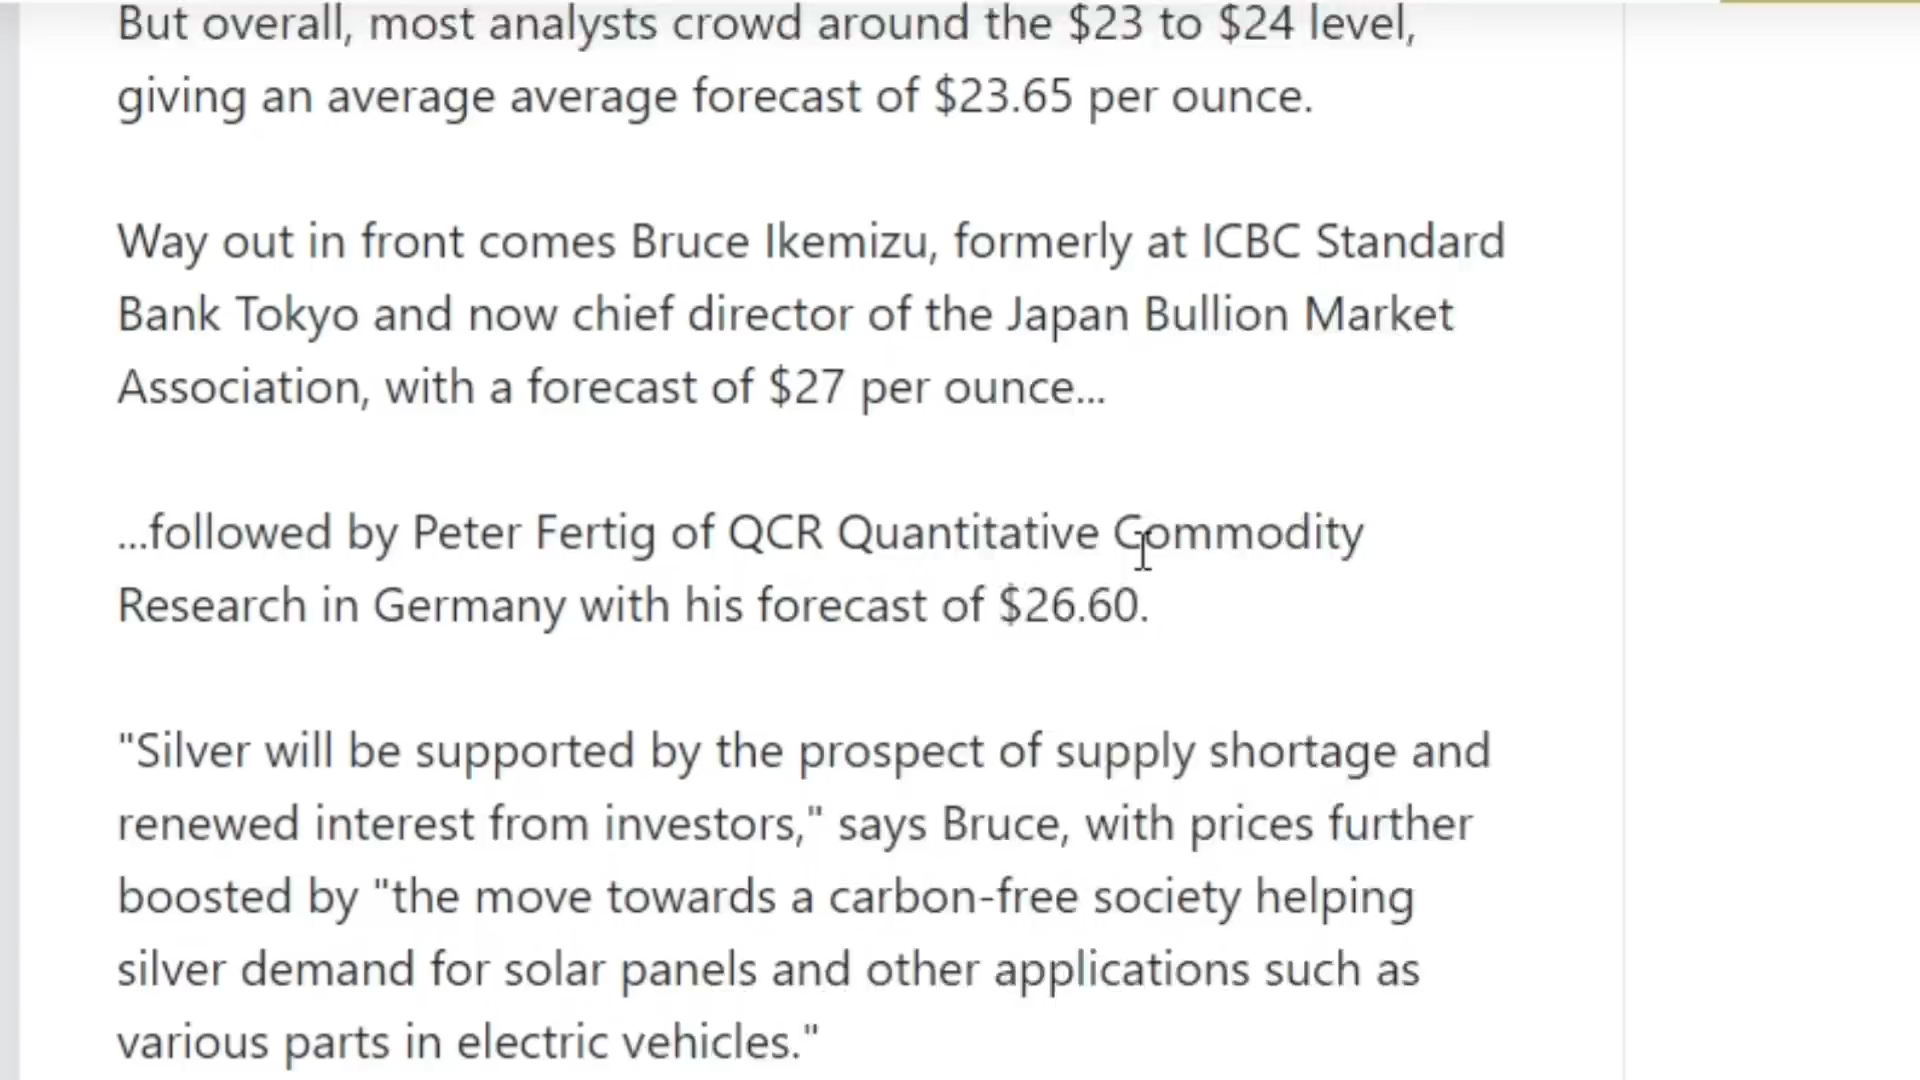 But overall, most analysts crowd around the $23 to $24 level,
giving an average average forecast of $23.65 per ounce.
Way out in front comes Bruce Ikemizu, formerly at ICBC Standard
Bank Tokyo and now chief director of the Japan Bullion Market
Association, with a forecast of $27 per ounce...
...followed by Peter Fertig of QCR Quantitative Commodity
Research in Germany with his forecast of $26.60.
"Silver will be supported by the prospect of supply shortage and
renewed interest from investors," says Bruce, with prices further
boosted by "the move towards a carbon-free society helping
silver demand for solar panels and other applications such as
various parts in electric vehicles."